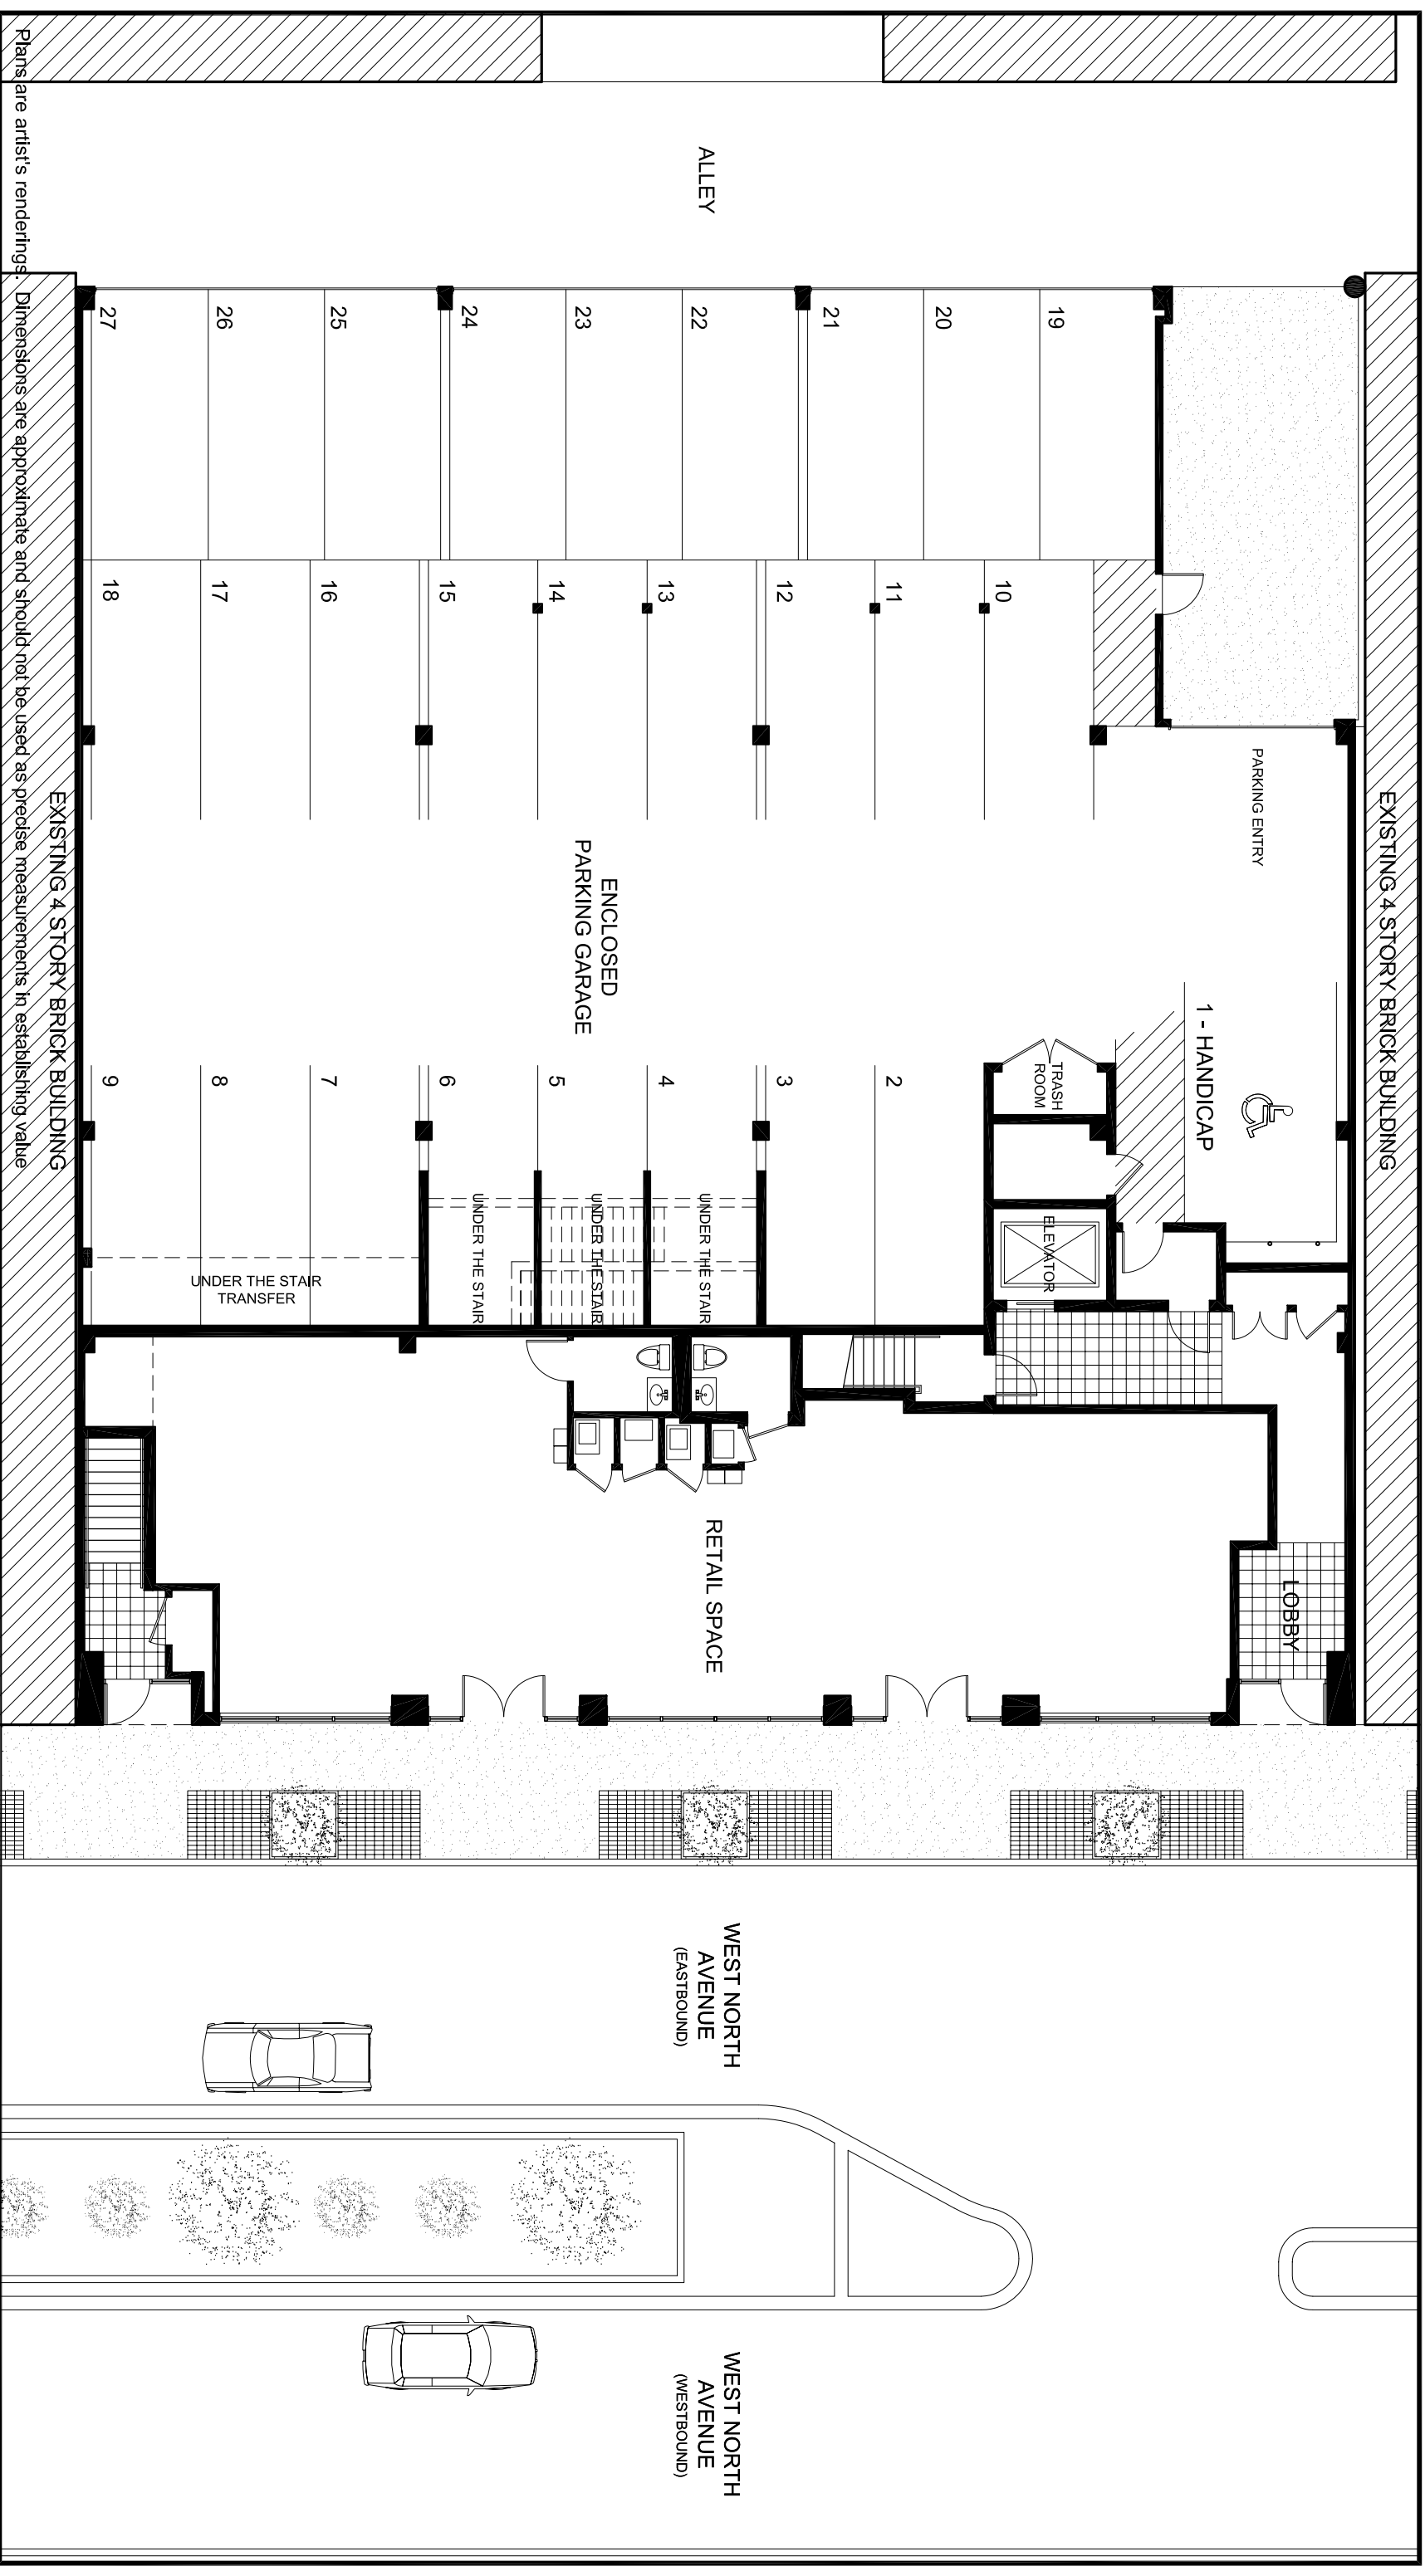 Plans are artist's renderings. Dimensions are approximate and should not be used as precise measurements in establishing value
ALLEY
EXISTING 4 STORY BRICK BUILDING
EXISTING 4 STORY BRICK BUILDING
27
26
25
24
23
22
21
20
19
18
17
16
15
14
13
12
11
10
PARKING ENTRY
ENCLOSED
PARKING GARAGE
1 - HANDICAP
TRASH
ROOM
9
8
7
6
5
4
3
2
UNDER THE STAIR
UNDER THE STAIR
UNDER THE STAIR
ELEVATOR
UNDER THE STAIR
TRANSFER
RETAIL SPACE
LOBBY
WEST NORTH
AVENUE
(EASTBOUND)
WEST NORTH
AVENUE
(WESTBOUND)